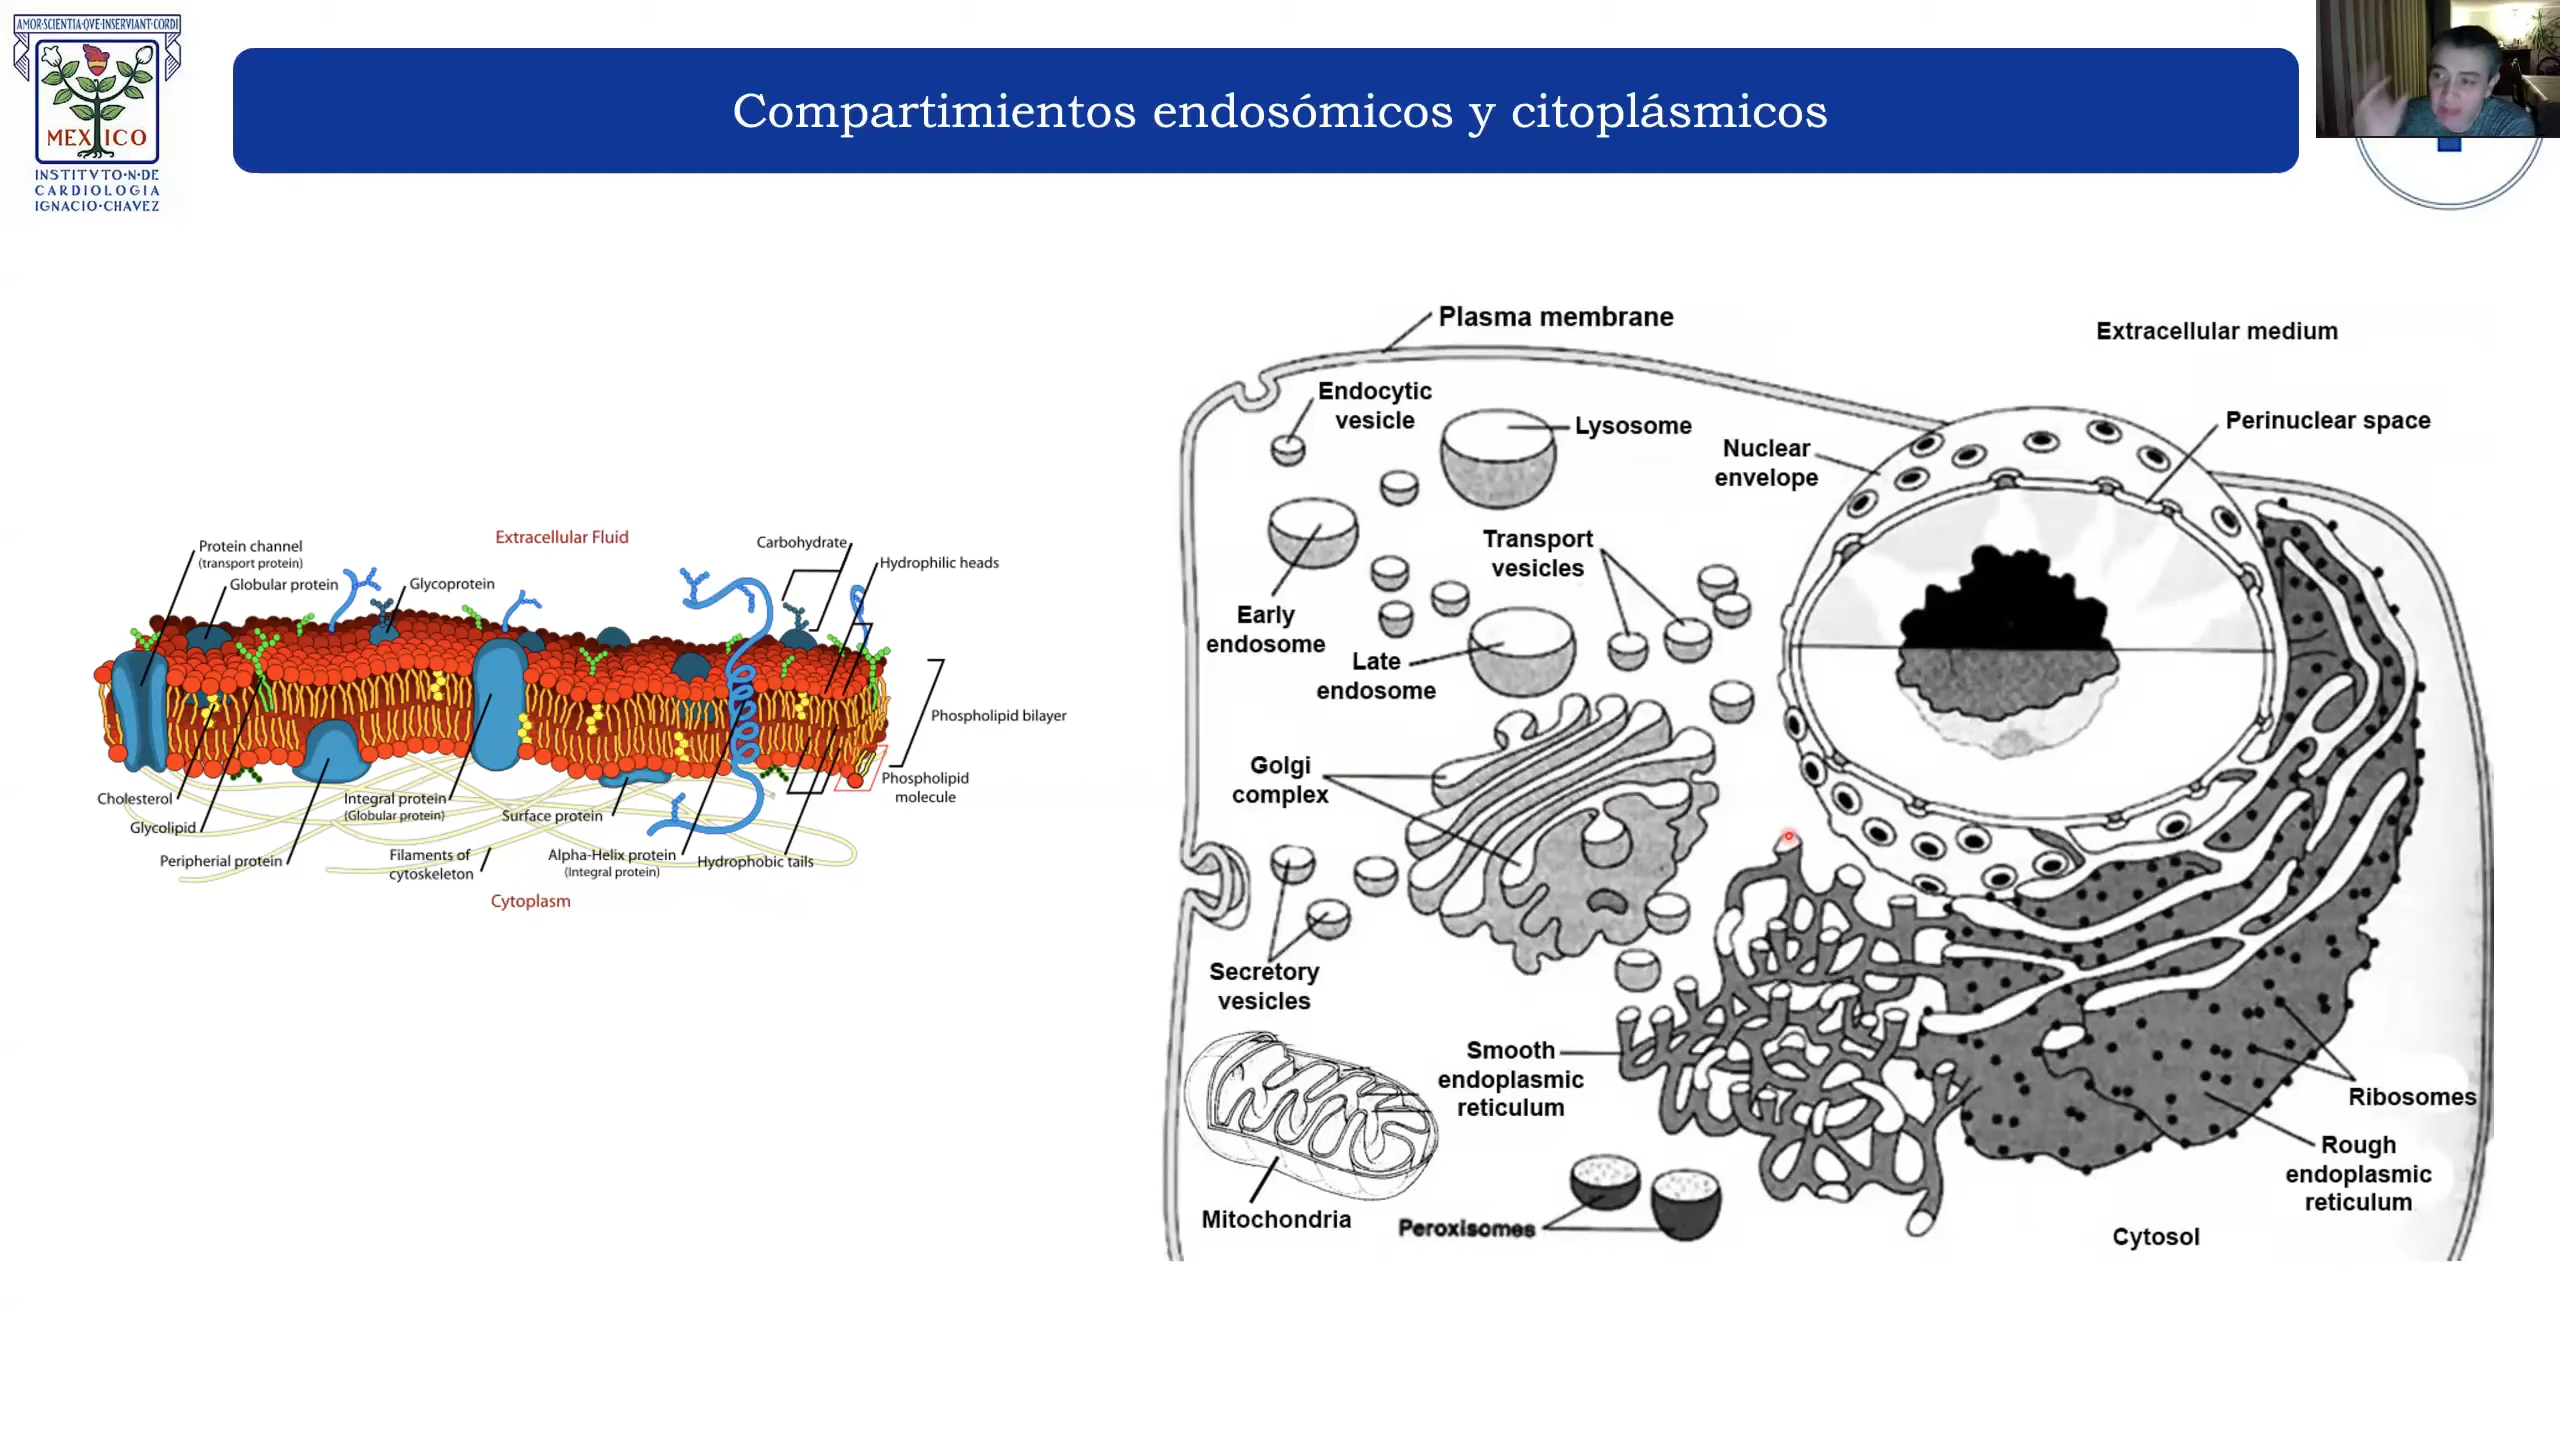 AMOR·SCIENTIA·QVE·INSERVIANT·CORDI
MEXICO
INSTITVTO·N·DE
CARDIOLOGIA
IGNACIO·CHAVEZ
Compartimientos endosómicos y citoplásmicos
Protein channel
(transport protein)
Globular protein
Extracellular Fluid
Glycoprotein
Carbohydrate
Hydrophilic heads
Phospholipid bilayer
Phospholipid
molecule
Cholesterol
Glycolipid
Peripherial protein
Integral protein
(Globular protein)
Filaments of
cytoskeleton
Surface protein
Alpha-Helix protein
(Integral protein)
Hydrophobic tails
Cytoplasm
Plasma membrane
Extracellular medium
Endocytic
vesicle
Lysosome
Nuclear
envelope
Perinuclear space
Transport
vesicles
Early
endosome
Late
endosome
Golgi
complex
Secretory
vesicles
Smooth
endoplasmic
reticulum
Mitochondria
Peroxisomes
Ribosomes
Rough
endoplasmic
reticulum
Cytosol